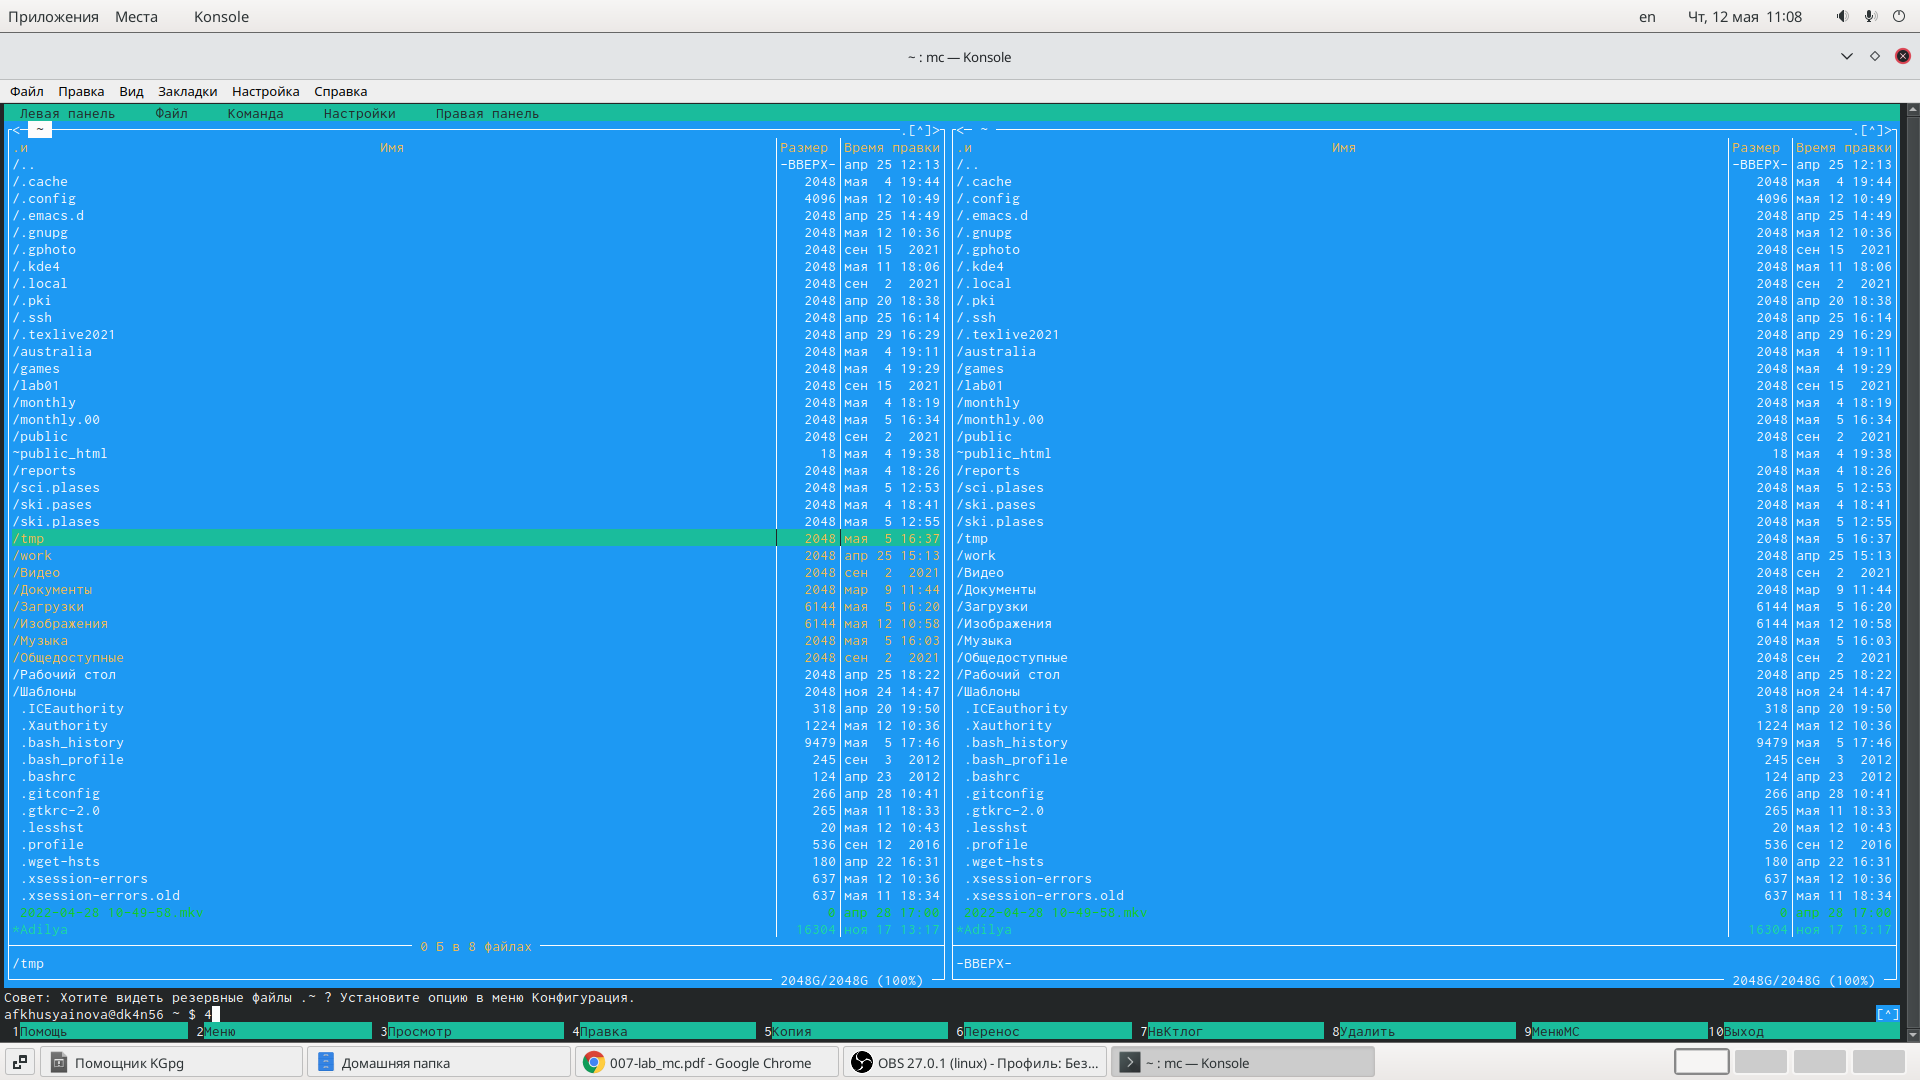 Приложения Места Konsole en Чт, 12 мая 11:08
~ : mc — Konsole
Файл Правка Вид Закладки Настройка Справка
Левая панель Файл Команда Настройки Правая панель
<─ ~ .[^]> <─ ~ .[^]>
.и Имя Размер Время правки .и Имя Размер Время правки
/.. -ВВЕРХ- апр 25 12:13 /.. -ВВЕРХ- апр 25 12:13
/.cache 2048 мая 4 19:44 /.cache 2048 мая 4 19:44
/.config 4096 мая 12 10:49 /.config 4096 мая 12 10:49
/.emacs.d 2048 апр 25 14:49 /.emacs.d 2048 апр 25 14:49
/.gnupg 2048 мая 12 10:36 /.gnupg 2048 мая 12 10:36
/.gphoto 2048 сен 15 2021 /.gphoto 2048 сен 15 2021
/.kde4 2048 мая 11 18:06 /.kde4 2048 мая 11 18:06
/.local 2048 сен 2 2021 /.local 2048 сен 2 2021
/.pki 2048 апр 20 18:38 /.pki 2048 апр 20 18:38
/.ssh 2048 апр 25 16:14 /.ssh 2048 апр 25 16:14
/.texlive2021 2048 апр 29 16:29 /.texlive2021 2048 апр 29 16:29
/australia 2048 мая 4 19:11 /australia 2048 мая 4 19:11
/games 2048 мая 4 19:29 /games 2048 мая 4 19:29
/lab01 2048 сен 15 2021 /lab01 2048 сен 15 2021
/monthly 2048 мая 4 18:19 /monthly 2048 мая 4 18:19
/monthly.00 2048 мая 5 16:34 /monthly.00 2048 мая 5 16:34
/public 2048 сен 2 2021 /public 2048 сен 2 2021
~public_html 18 мая 4 19:38 ~public_html 18 мая 4 19:38
/reports 2048 мая 4 18:26 /reports 2048 мая 4 18:26
/sci.plases 2048 мая 5 12:53 /sci.plases 2048 мая 5 12:53
/ski.pases 2048 мая 4 18:41 /ski.pases 2048 мая 4 18:41
/ski.plases 2048 мая 5 12:55 /ski.plases 2048 мая 5 12:55
/tmp 2048 мая 5 16:37 /tmp 2048 мая 5 16:37
/work 2048 апр 25 15:13 /work 2048 апр 25 15:13
/Видео 2048 сен 2 2021 /Видео 2048 сен 2 2021
/Документы 2048 мар 9 11:44 /Документы 2048 мар 9 11:44
/Загрузки 6144 мая 5 16:20 /Загрузки 6144 мая 5 16:20
/Изображения 6144 мая 12 10:58 /Изображения 6144 мая 12 10:58
/Музыка 2048 мая 5 16:03 /Музыка 2048 мая 5 16:03
/Общедоступные 2048 сен 2 2021 /Общедоступные 2048 сен 2 2021
/Рабочий стол 2048 апр 25 18:22 /Рабочий стол 2048 апр 25 18:22
/Шаблоны 2048 ноя 24 14:47 /Шаблоны 2048 ноя 24 14:47
.ICEauthority 318 апр 20 19:50 .ICEauthority 318 апр 20 19:50
.Xauthority 1224 мая 12 10:36 .Xauthority 1224 мая 12 10:36
.bash_history 9479 мая 5 17:46 .bash_history 9479 мая 5 17:46
.bash_profile 245 сен 3 2012 .bash_profile 245 сен 3 2012
.bashrc 124 апр 23 2012 .bashrc 124 апр 23 2012
.gitconfig 266 апр 28 10:41 .gitconfig 266 апр 28 10:41
.gtkrc-2.0 265 мая 11 18:33 .gtkrc-2.0 265 мая 11 18:33
.lesshst 20 мая 12 10:43 .lesshst 20 мая 12 10:43
.profile 536 сен 12 2016 .profile 536 сен 12 2016
.wget-hsts 180 апр 22 16:31 .wget-hsts 180 апр 22 16:31
.xsession-errors 637 мая 12 10:36 .xsession-errors 637 мая 12 10:36
.xsession-errors.old 637 мая 11 18:34 .xsession-errors.old 637 мая 11 18:34
апр 28 апр 28
*Adilya 16304 ноя 17 13:17 *Adilya 16304 ноя 17 13:17
0 Б в 8 файлах
/tmp -ВВЕРХ-
2048G/2048G (100%) 2048G/2048G (100%)
Совет: Хотите видеть резервные файлы .~ ? Установите опцию в меню Конфигурация.
afkhusyainova@dk4n56 ~ $ 4 [^]
1Помощь 2Меню 3Просмотр 4Правка 5Копия 6Перенос 7НвКтлог 8Удалить 9МенюМС 10Выход
Помощник KGpg Домашняя папка 007-lab_mc.pdf - Google Chrome OBS 27.0.1 (linux) - Профиль: Без... ~ : mc — Konsole